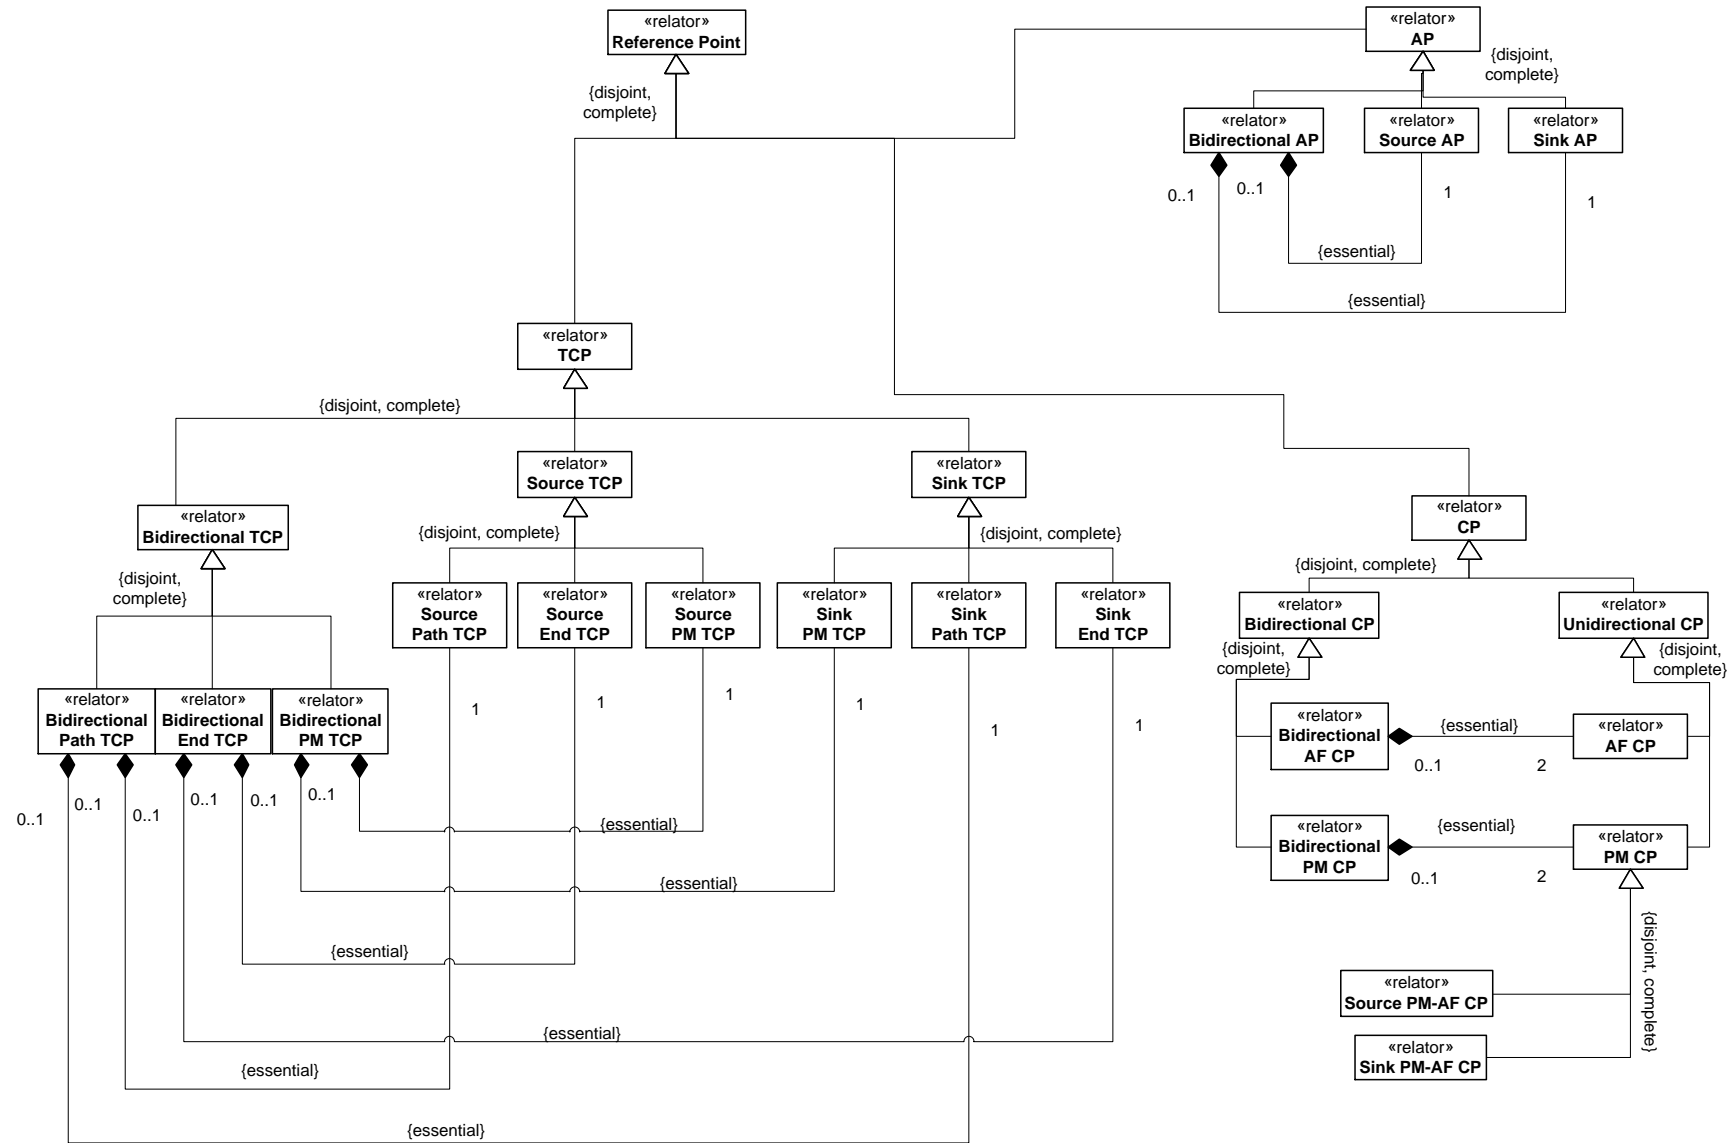 «relator»
Reference Point
{disjoint,
complete}
«relator»
AP
{disjoint,
complete}
«relator»
Bidirectional AP
«relator»
Source AP
«relator»
Sink AP
0..1
0..1
1
1
{essential}
{essential}
«relator»
TCP
{disjoint, complete}
«relator»
Source TCP
«relator»
Sink TCP
«relator»
Bidirectional TCP
{disjoint, complete}
{disjoint, complete}
{disjoint,
complete}
«relator»
Source
Path TCP
«relator»
Source
End TCP
«relator»
Source
PM TCP
«relator»
Sink
PM TCP
«relator»
Sink
Path TCP
«relator»
Sink
End TCP
«relator»
Bidirectional
Path TCP
«relator»
Bidirectional
End TCP
«relator»
Bidirectional
PM TCP
1
1
1
1
1
1
0..1
0..1
0..1
0..1
0..1
0..1
{essential}
{essential}
{essential}
{essential}
{essential}
{essential}
«relator»
CP
{disjoint, complete}
«relator»
Bidirectional CP
«relator»
Unidirectional CP
{disjoint,
complete}
{disjoint,
complete}
«relator»
Bidirectional
AF CP
{essential}
0..1
2
«relator»
AF CP
«relator»
Bidirectional
PM CP
{essential}
0..1
2
«relator»
PM CP
{disjoint, complete}
«relator»
Source PM-AF CP
«relator»
Sink PM-AF CP